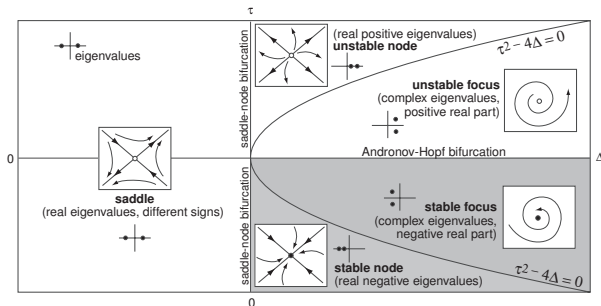 τ
eigenvalues
saddle-node bifurcation
(real positive eigenvalues)
unstable node
τ²−4Δ=0
unstable focus
(complex eigenvalues,
positive real part)
0
Andronov-Hopf bifurcation
Δ
saddle
(real eigenvalues, different signs)
saddle-node bifurcation
stable focus
(complex eigenvalues,
negative real part)
stable node
(real negative eigenvalues)
τ²−4Δ=0
0